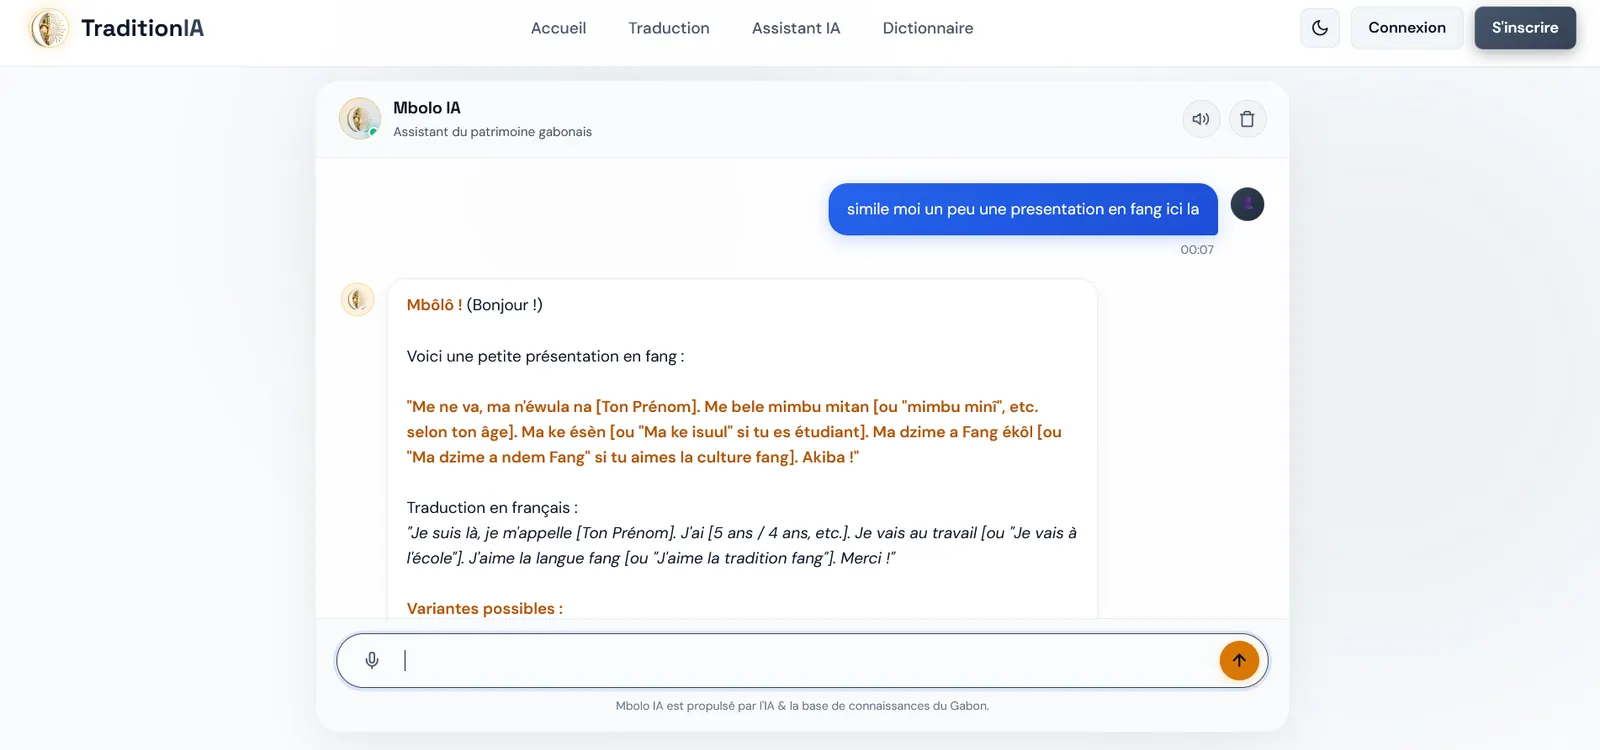 TraditionIA
Accueil
Traduction
Assistant IA
Dictionnaire
Connexion
S'inscrire
Mbolo IA
Assistant du patrimoine gabonais
simile moi un peu une presentation en fang ici la
00:07
Mbôlô ! (Bonjour !)
Voici une petite présentation en fang :
"Me ne va, ma n'éwula na [Ton Prénom]. Me bele mimbu mitan [ou "mimbu minî", etc.
selon ton âge]. Ma ke ésèn [ou "Ma ke isuul" si tu es étudiant]. Ma dzime a Fang ékôl [ou
"Ma dzime a ndem Fang" si tu aimes la culture fang]. Akiba !"
Traduction en français :
"Je suis là, je m'appelle [Ton Prénom]. J'ai [5 ans / 4 ans, etc.]. Je vais au travail [ou "Je vais à
l'école"]. J'aime la langue fang [ou "J'aime la tradition fang"]. Merci !"
Variantes possibles :
Mbolo IA est propulsé par l'IA & la base de connaissances du Gabon.